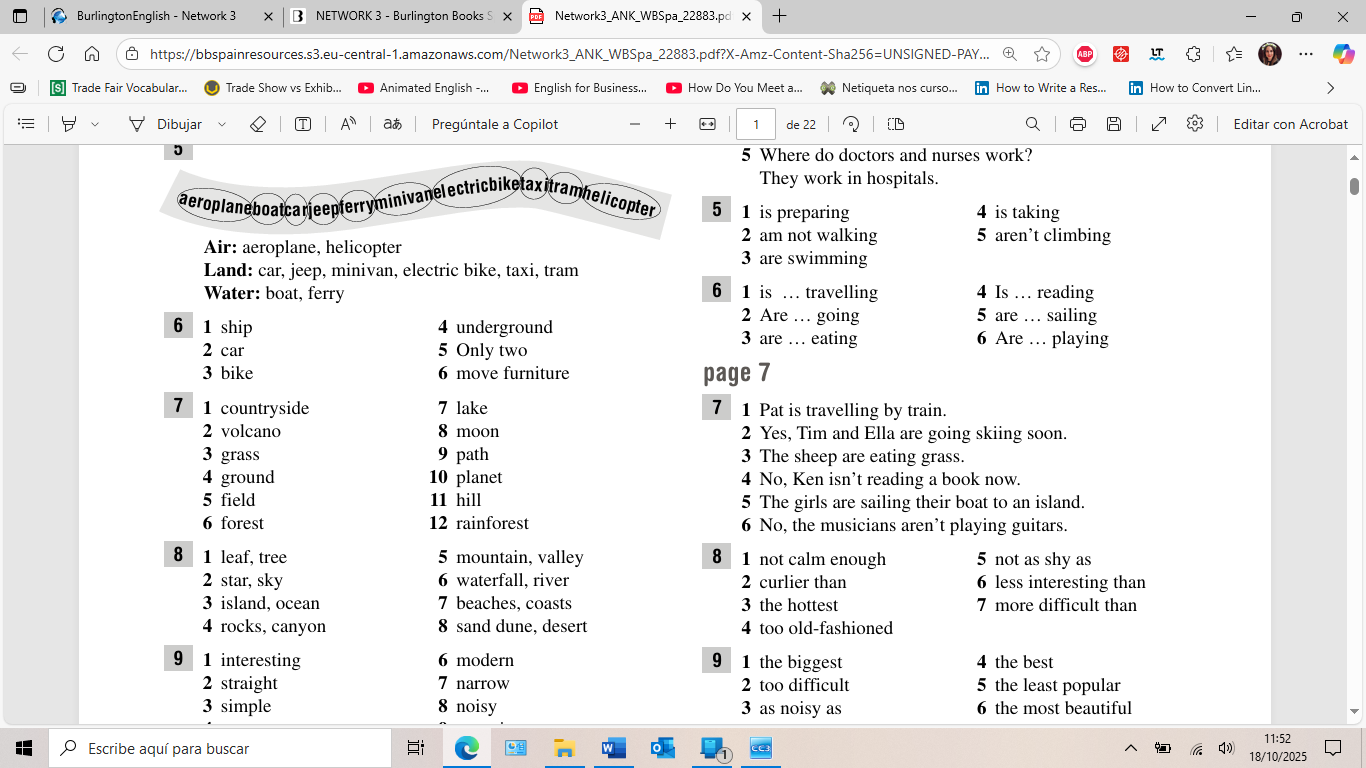 BurlingtonEnglish - Network 3
NETWORK 3 - Burlington Books S
Network3_ANK_WBSpa_22883.pd
https://bbspainresources.s3.eu-central-1.amazonaws.com/Network3_ANK_WBSpa_22883.pdf?X-Amz-Content-Sha256=UNSIGNED-PAY...
Trade Fair Vocabular...
Trade Show vs Exhib...
Animated English -...
English for Business...
How Do You Meet a...
Netiqueta nos curso...
How to Write a Res...
How to Convert Lin...
Dibujar
Pregúntale a Copilot
1 de 22
Editar con Acrobat
5
aeroplaneboatcarjeepferryminivanelectricbiketaxitramhelicopter
Air: aeroplane, helicopter
Land: car, jeep, minivan, electric bike, taxi, tram
Water: boat, ferry
6
1 ship
2 car
3 bike
4 underground
5 Only two
6 move furniture
7
1 countryside
2 volcano
3 grass
4 ground
5 field
6 forest
7 lake
8 moon
9 path
10 planet
11 hill
12 rainforest
8
1 leaf, tree
2 star, sky
3 island, ocean
4 rocks, canyon
5 mountain, valley
6 waterfall, river
7 beaches, coasts
8 sand dune, desert
9
1 interesting
2 straight
3 simple
6 modern
7 narrow
8 noisy
5 Where do doctors and nurses work?
They work in hospitals.
5
1 is preparing
2 am not walking
3 are swimming
4 is taking
5 aren't climbing
6
1 is … travelling
2 Are … going
3 are … eating
4 Is … reading
5 are … sailing
6 Are … playing
page 7
7
1 Pat is travelling by train.
2 Yes, Tim and Ella are going skiing soon.
3 The sheep are eating grass.
4 No, Ken isn't reading a book now.
5 The girls are sailing their boat to an island.
6 No, the musicians aren't playing guitars.
8
1 not calm enough
2 curlier than
3 the hottest
4 too old-fashioned
5 not as shy as
6 less interesting than
7 more difficult than
9
1 the biggest
2 too difficult
3 as noisy as
4 the best
5 the least popular
6 the most beautiful
Escribe aquí para buscar
11:52
18/10/2025